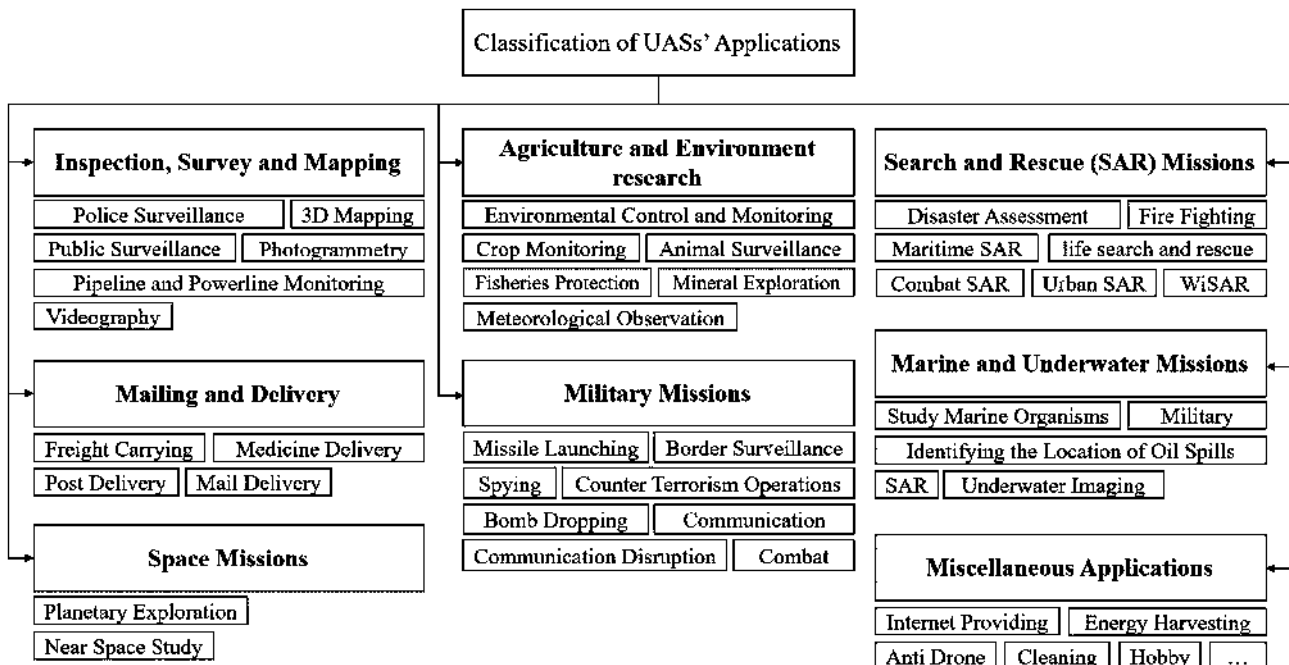 Classification of UASs' Applications
Inspection, Survey and Mapping
Police Surveillance
3D Mapping
Public Surveillance
Photogrammetry
Pipeline and Powerline Monitoring
Videography
Mailing and Delivery
Freight Carrying
Medicine Delivery
Post Delivery
Mail Delivery
Space Missions
Planetary Exploration
Near Space Study
Agriculture and Environment
research
Environmental Control and Monitoring
Crop Monitoring
Animal Surveillance
Fisheries Protection
Mineral Exploration
Meteorological Observation
Military Missions
Missile Launching
Border Surveillance
Spying
Counter Terrorism Operations
Bomb Dropping
Communication
Communication Disruption
Combat
Search and Rescue (SAR) Missions
Disaster Assessment
Fire Fighting
Maritime SAR
life search and rescue
Combat SAR
Urban SAR
WiSAR
Marine and Underwater Missions
Study Marine Organisms
Military
Identifying the Location of Oil Spills
SAR
Underwater Imaging
Miscellaneous Applications
Internet Providing
Energy Harvesting
Anti Drone
Cleaning
Hobby
...